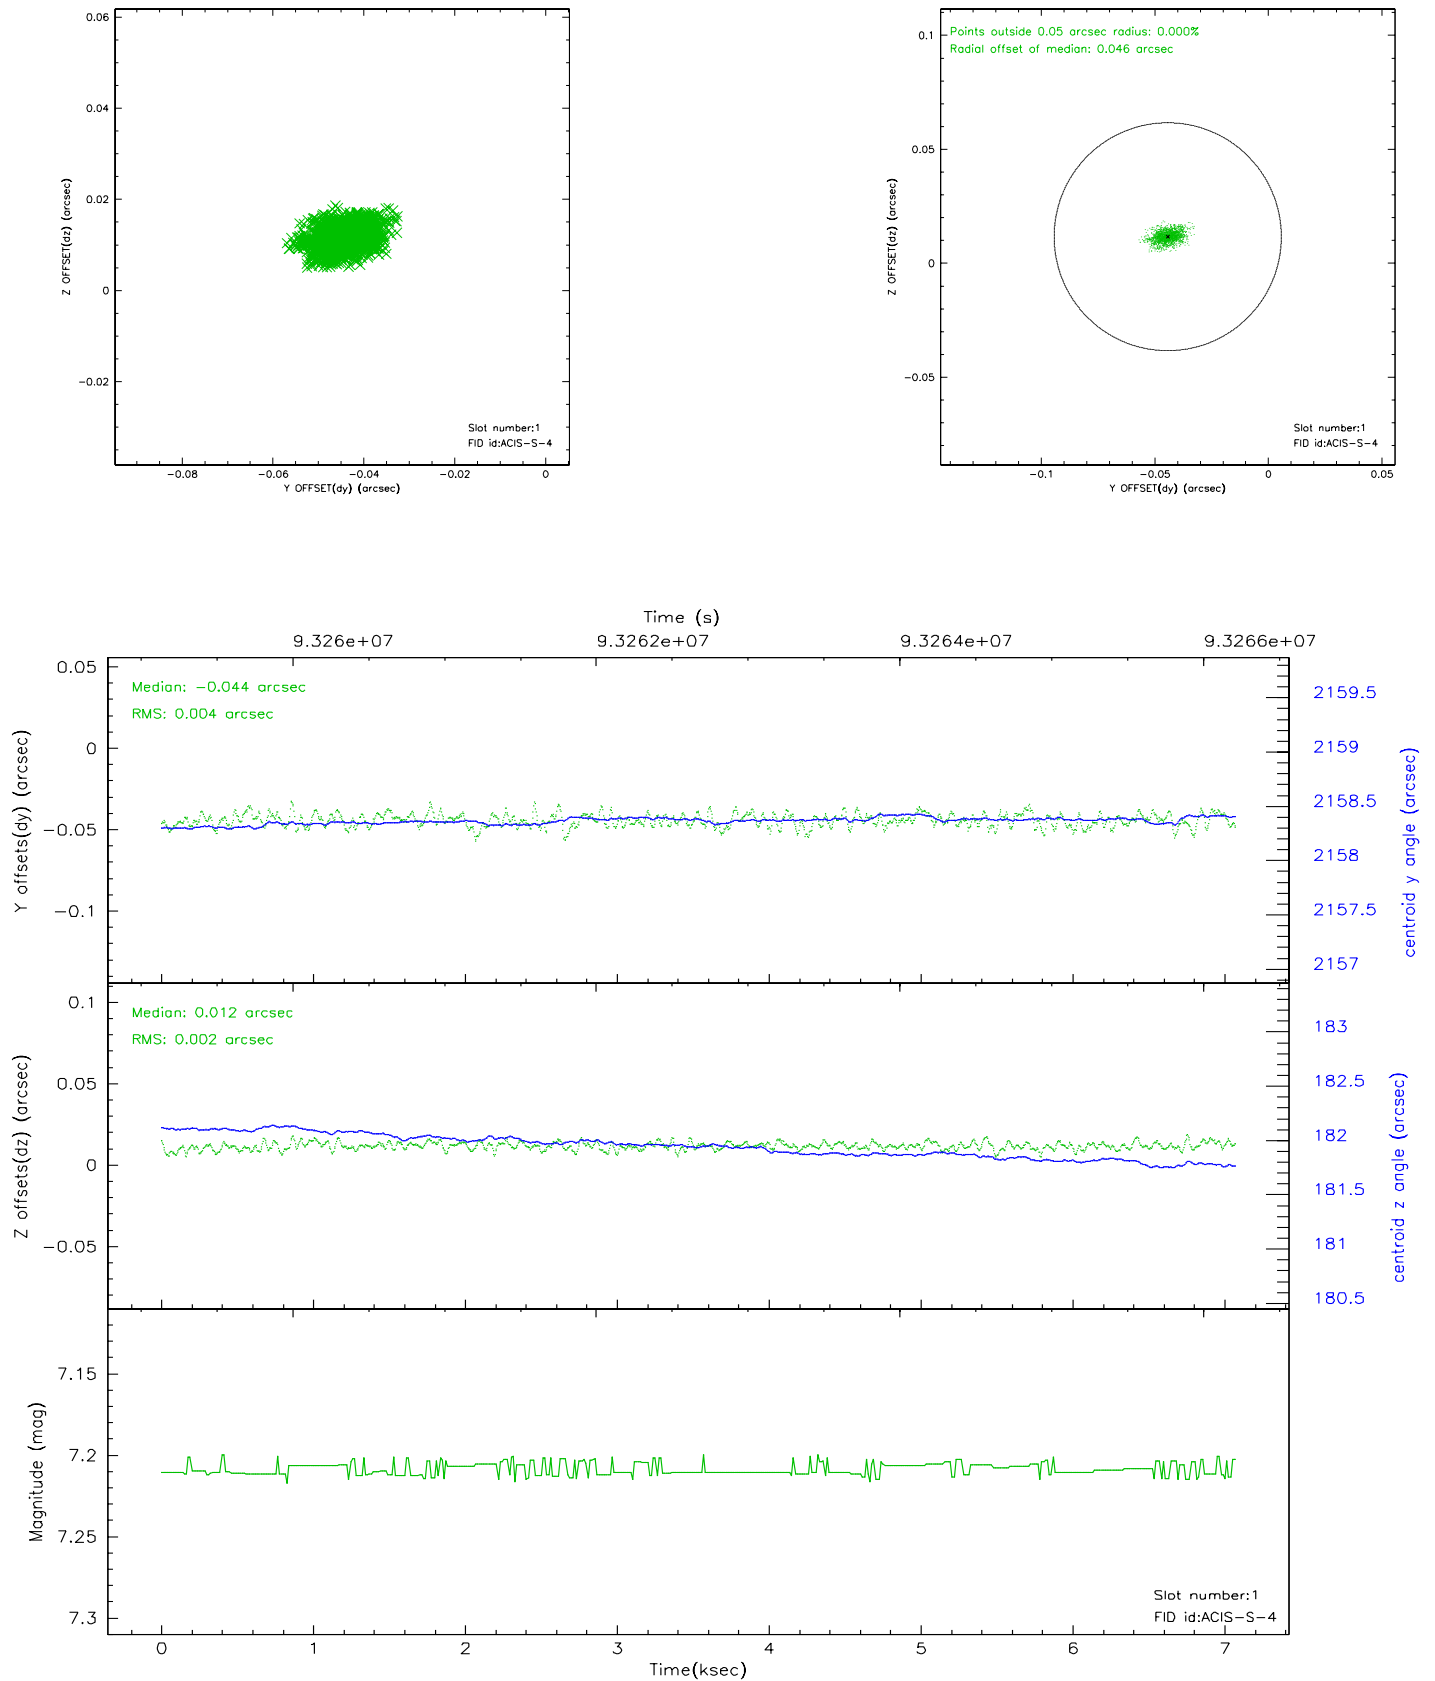 0.06
0.04
0.02
0
−0.02
Z OFFSET(dz) (arcsec)
Slot number:1
FID id:ACIS−S−4
−0.08 −0.06 −0.04 −0.02 0
Y OFFSET(dy) (arcsec)
Points outside 0.05 arcsec radius: 0.000%
Radial offset of median: 0.046 arcsec
0.1
0.05
0
−0.05
Z OFFSET(dz) (arcsec)
Slot number:1
FID id:ACIS−S−4
−0.1 −0.05 0 0.05
Y OFFSET(dy) (arcsec)
Time (s)
9.326e+07 9.3262e+07 9.3264e+07 9.3266e+07
Median: −0.044 arcsec
RMS: 0.004 arcsec
0.05
0
−0.05
−0.1
Y offsets(dy) (arcsec)
2159.5
2159
2158.5
2158
2157.5
2157
centroid y angle (arcsec)
Median: 0.012 arcsec
RMS: 0.002 arcsec
0.1
0.05
0
−0.05
Z offsets(dz) (arcsec)
183
182.5
182
181.5
181
180.5
centroid z angle (arcsec)
7.15
7.2
7.25
7.3
Magnitude (mag)
Slot number:1
FID id:ACIS−S−4
0 1 2 3 4 5 6 7
Time(ksec)